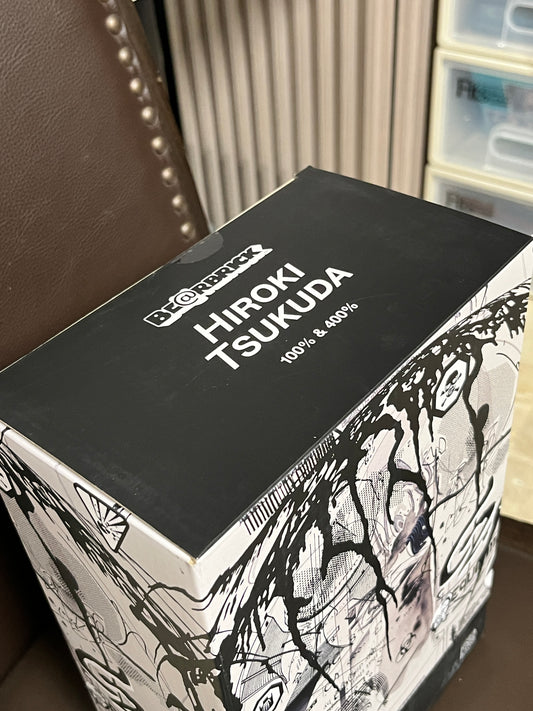 BE@RBRICK
HIROKI
TSUKUDA
100% & 400%